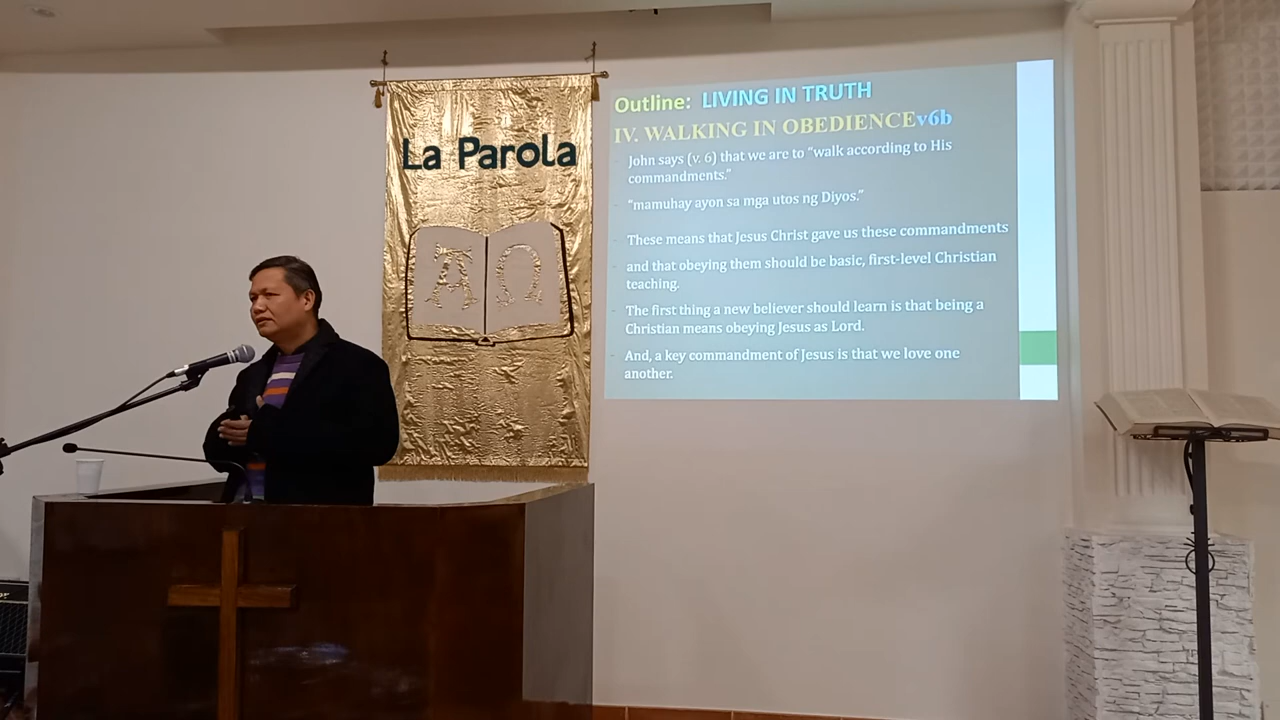 La Parola
Α Ω
Outline: LIVING IN TRUTH
IV. WALKING IN OBEDIENCEv6b
John says (v. 6) that we are to “walk according to His
commandments.”
“mamuhay ayon sa mga utos ng Diyos.”
These means that Jesus Christ gave us these commandments
and that obeying them should be basic, first-level Christian
teaching.
The first thing a new believer should learn is that being a
Christian means obeying Jesus as Lord.
And, a key commandment of Jesus is that we love one
another.